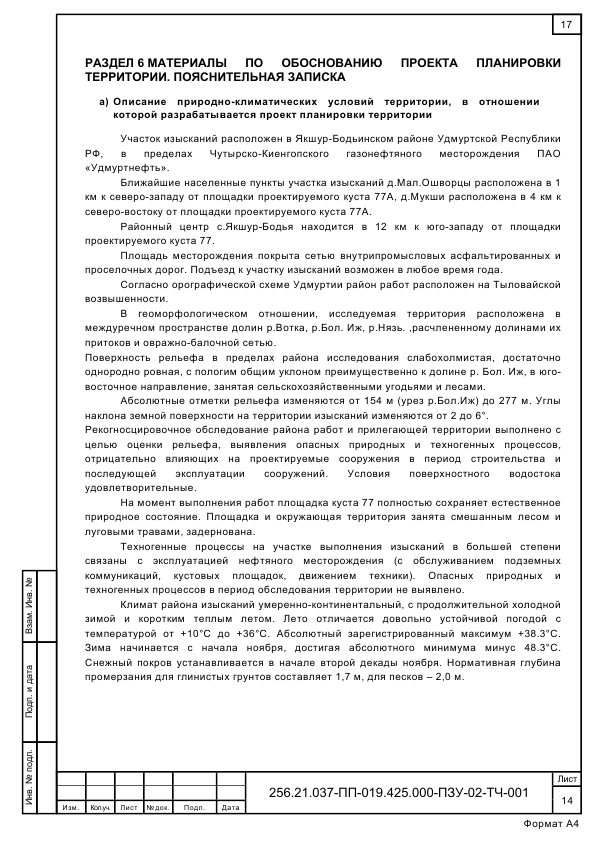 17
РАЗДЕЛ 6 МАТЕРИАЛЫ ПО ОБОСНОВАНИЮ ПРОЕКТА ПЛАНИРОВКИ
ТЕРРИТОРИИ. ПОЯСНИТЕЛЬНАЯ ЗАПИСКА
а) Описание природно-климатических условий территории, в отношении
которой разрабатывается проект планировки территории
Участок изысканий расположен в Якшур-Бодьинском районе Удмуртской Республики
РФ, в пределах Чутырско-Киенгопского газонефтяного месторождения ПАО
«Удмуртнефть».
Ближайшие населенные пункты участка изысканий д.Мал.Ошворцы расположена в 1
км к северо-западу от площадки проектируемого куста 77А, д.Мукши расположена в 4 км к
северо-востоку от площадки проектируемого куста 77А.
Районный центр с.Якшур-Бодья находится в 12 км к юго-западу от площадки
проектируемого куста 77.
Площадь месторождения покрыта сетью внутрипромысловых асфальтированных и
проселочных дорог. Подъезд к участку изысканий возможен в любое время года.
Согласно орографической схеме Удмуртии район работ расположен на Тыловайской
возвышенности.
В геоморфологическом отношении, исследуемая территория расположена в
междуречном пространстве долин р.Вотка, р.Бол. Иж, р.Нязь. ,расчлененному долинами их
притоков и овражно-балочной сетью.
Поверхность рельефа в пределах района исследования слабохолмистая, достаточно
однородно ровная, с пологим общим уклоном преимущественно к долине р. Бол. Иж, в юго-
восточное направление, занятая сельскохозяйственными угодьями и лесами.
Абсолютные отметки рельефа изменяются от 154 м (урез р.Бол.Иж) до 277 м. Углы
наклона земной поверхности на территории изысканий изменяются от 2 до 6°.
Рекогносцировочное обследование района работ и прилегающей территории выполнено с
целью оценки рельефа, выявления опасных природных и техногенных процессов,
отрицательно влияющих на проектируемые сооружения в период строительства и
последующей эксплуатации сооружений. Условия поверхностного водостока
удовлетворительные.
На момент выполнения работ площадка куста 77 полностью сохраняет естественное
природное состояние. Площадка и окружающая территория занята смешанным лесом и
луговыми травами, задернована.
Техногенные процессы на участке выполнения изысканий в большей степени
связаны с эксплуатацией нефтяного месторождения (с обслуживанием подземных
коммуникаций, кустовых площадок, движением техники). Опасных природных и
техногенных процессов в период обследования территории не выявлено.
Климат района изысканий умеренно-континентальный, с продолжительной холодной
зимой и коротким теплым летом. Лето отличается довольно устойчивой погодой с
температурой от +10°С до +36°С. Абсолютный зарегистрированный максимум +38.3°С.
Зима начинается с начала ноября, достигая абсолютного минимума минус 48.3°С.
Снежный покров устанавливается в начале второй декады ноября. Нормативная глубина
промерзания для глинистых грунтов составляет 1,7 м, для песков – 2,0 м.
Взам. Инв. №
Подп. и дата
Инв. № подл.
Изм. Колуч. Лист №док. Подп. Дата
256.21.037-ПП-019.425.000-ПЗУ-02-ТЧ-001
Лист
14
Формат А4